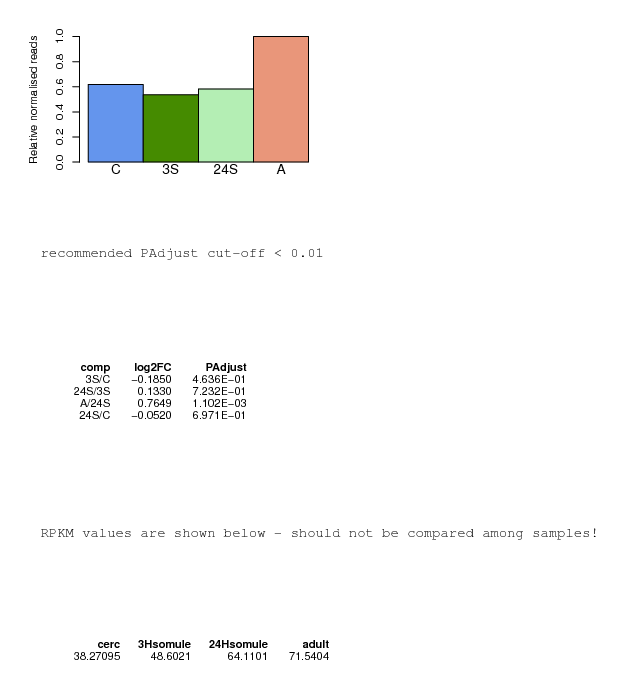 Relative normalised reads
1.0
0.8
0.6
0.4
0.2
0.0
C 3S 24S A
recommended PAdjust cut-off < 0.01
comp log2FC PAdjust
3S/C −0.1850 4.636E−01
24S/3S 0.1330 7.232E−01
A/24S 0.7649 1.102E−03
24S/C −0.0520 6.971E−01
RPKM values are shown below - should not be compared among samples!
cerc 3Hsomule 24Hsomule adult
38.27095 48.6021 64.1101 71.5404